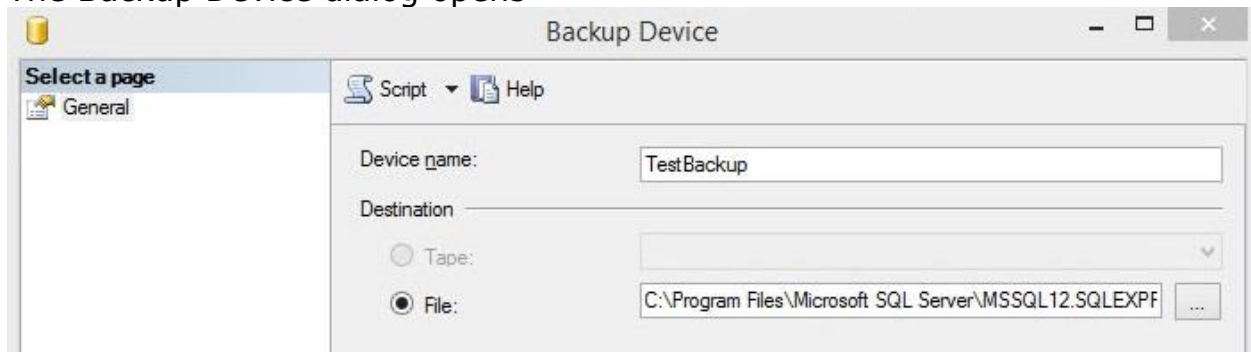 The Backup Device dialog opens
Backup Device
Select a page
General
Script Help
Device name:
TestBackup
Destination
Tape:
File:
C:\Program Files\Microsoft SQL Server\MSSQL12.SQLEXPF
...